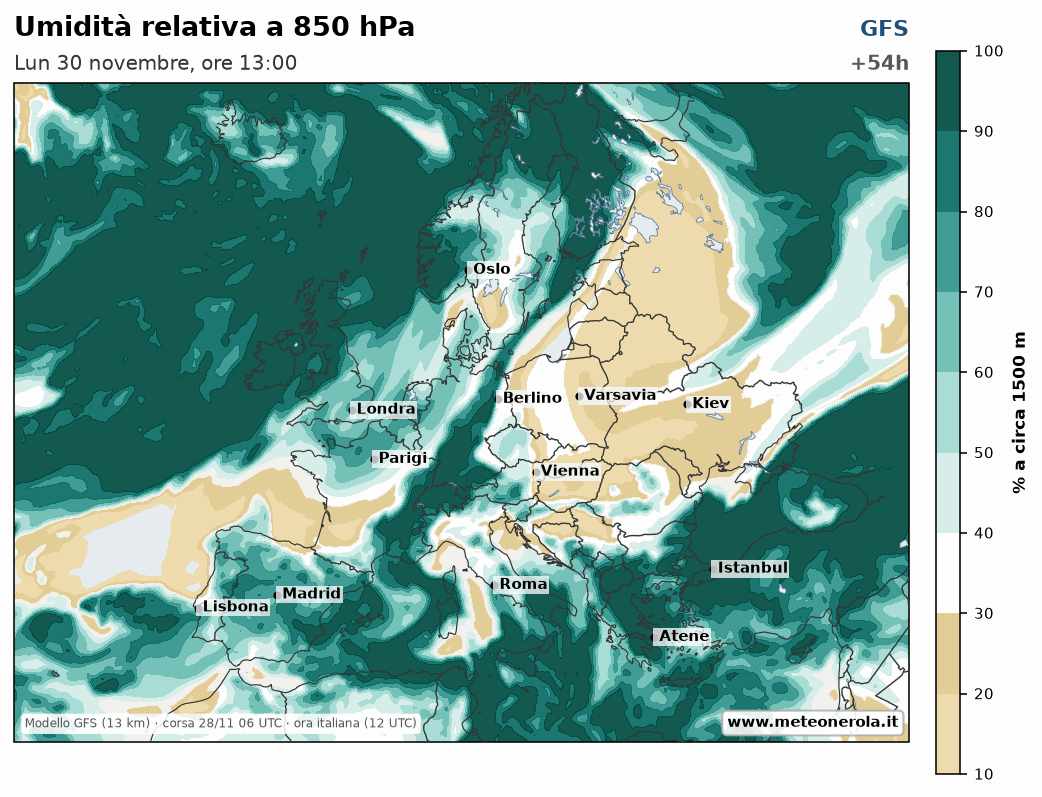 Umidità relativa a 850 hPa
GFS
Lun 30 novembre, ore 13:00
+54h
100
90
80
70
60
50
40
30
20
10
% a circa 1500 m
Oslo
Londra
Berlino
Varsavia
Kiev
Parigi
Vienna
Istanbul
Madrid
Roma
Lisbona
Atene
Modello GFS (13 km) · corsa 28/11 06 UTC · ora italiana (12 UTC)
www.meteonerola.it